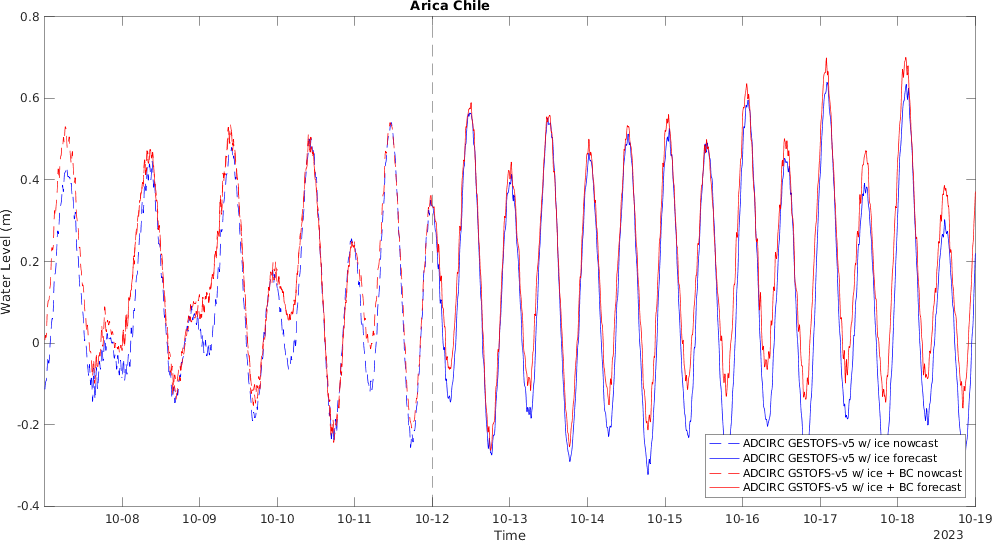 Arica Chile
0.8
0.6
0.4
0.2
0
-0.2
-0.4
Water Level (m)
10-08 10-09 10-10 10-11 10-12 10-13 10-14 10-15 10-16 10-17 10-18 10-19
Time
2023
ADCIRC GESTOFS-v5 w/ ice nowcast
ADCIRC GESTOFS-v5 w/ ice forecast
ADCIRC GSTOFS-v5 w/ ice + BC nowcast
ADCIRC GSTOFS-v5 w/ ice + BC forecast